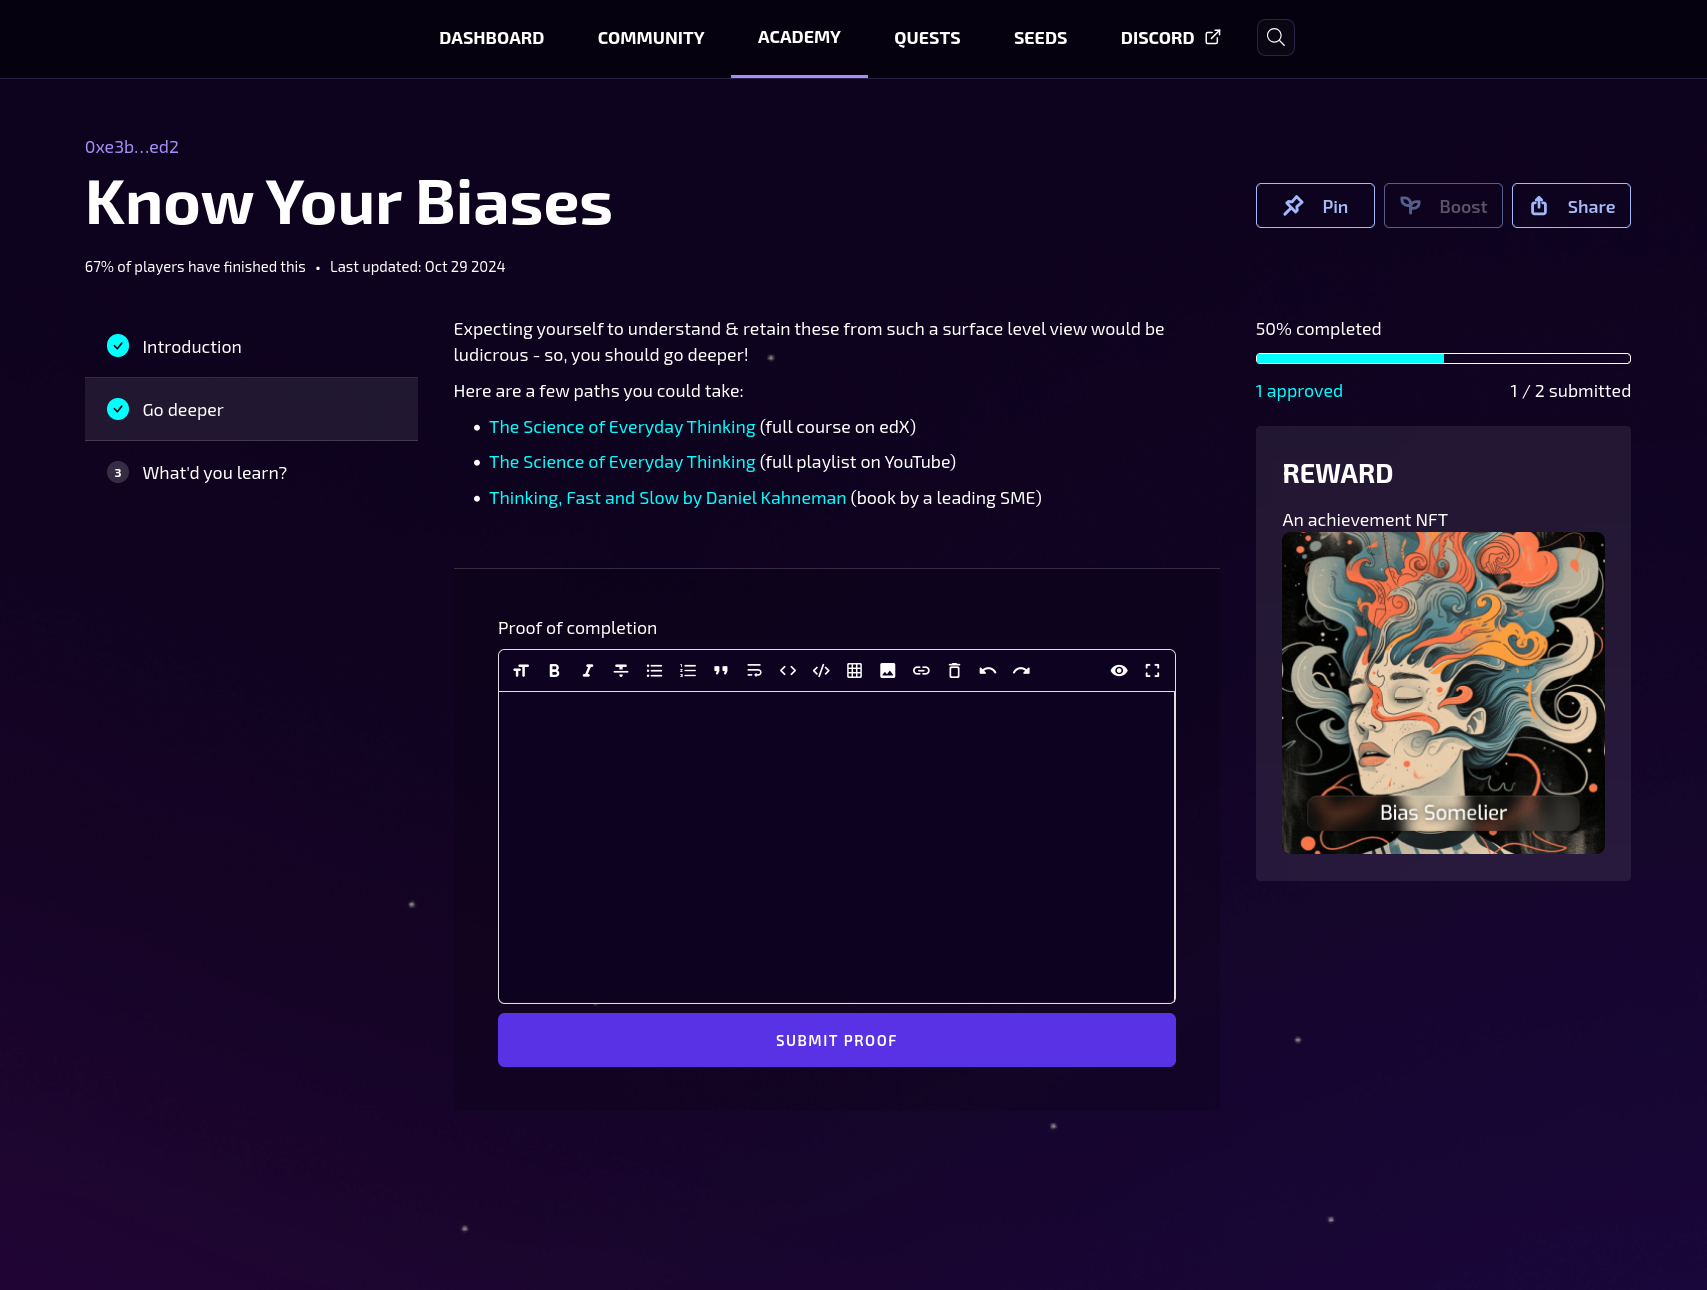 DASHBOARD COMMUNITY ACADEMY QUESTS SEEDS DISCORD
0xe3b...ed2
Know Your Biases
Pin Boost Share
67% of players have finished this • Last updated: Oct 29 2024
Introduction
Go deeper
3 What'd you learn?
Expecting yourself to understand & retain these from such a surface level view would be
ludicrous - so, you should go deeper!
Here are a few paths you could take:
• The Science of Everyday Thinking (full course on edX)
• The Science of Everyday Thinking (full playlist on YouTube)
• Thinking, Fast and Slow by Daniel Kahneman (book by a leading SME)
Proof of completion
SUBMIT PROOF
50% completed
1 approved 1 / 2 submitted
REWARD
An achievement NFT
Bias Somelier